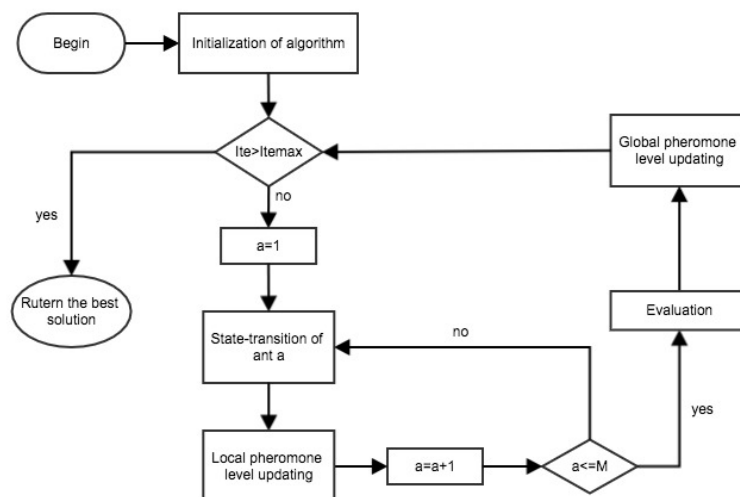 Begin
Initialization of algorithm
Ite>Itemax
Global pheromone
level updating
yes
no
a=1
Rutern the best
solution
Evaluation
State-transition of
ant a
no
yes
Local pheromone
level updating
a=a+1
a<=M